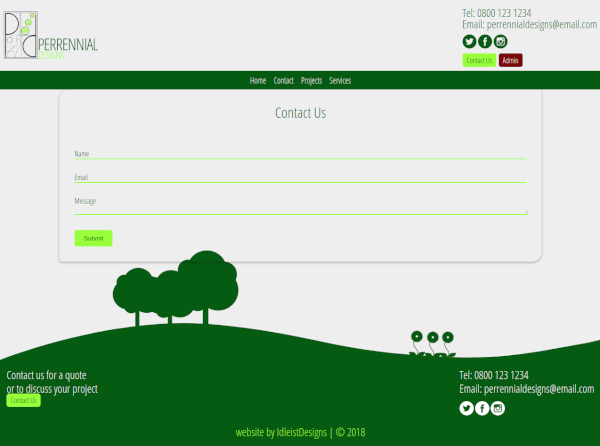 PERRENNIAL
DESIGNS
Tel: 0800 123 1234
Email: perrennialdesigns@email.com
Contact Us
Admin
Home
Contact
Projects
Services
Contact Us
Name
Email
Message
Submit
Contact us for a quote
or to discuss your project
Contact Us
Tel: 0800 123 1234
Email: perrennialdesigns@email.com
website by IdleistDesigns | © 2018